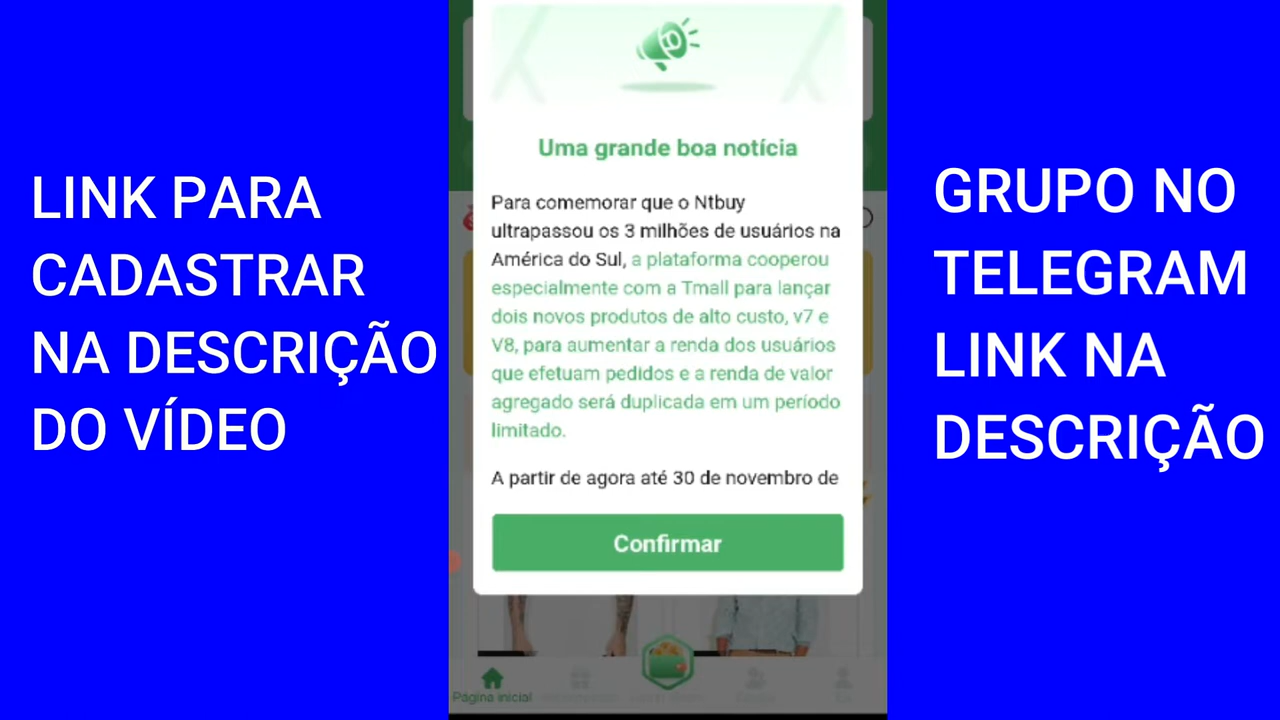 LINK PARA
CADASTRAR
NA DESCRIÇÃO
DO VÍDEO
Uma grande boa notícia
Para comemorar que o Ntbuy
ultrapassou os 3 milhões de usuários na
América do Sul, a plataforma cooperou
especialmente com a Tmall para lançar
dois novos produtos de alto custo, v7 e
V8, para aumentar a renda dos usuários
que efetuam pedidos e a renda de valor
agregado será duplicada em um período
limitado.
A partir de agora até 30 de novembro de
Confirmar
Página inicial
GRUPO NO
TELEGRAM
LINK NA
DESCRIÇÃO